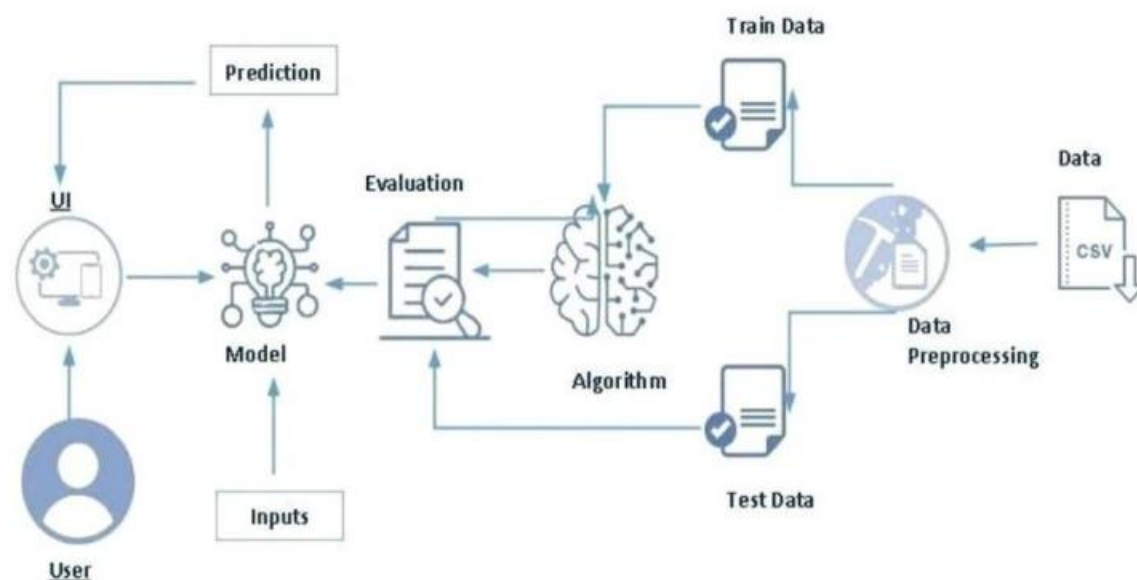 Train Data
Prediction
Data
Evaluation
UI
CSV
Model
Data
Preprocessing
Algorithm
Inputs
Test Data
User